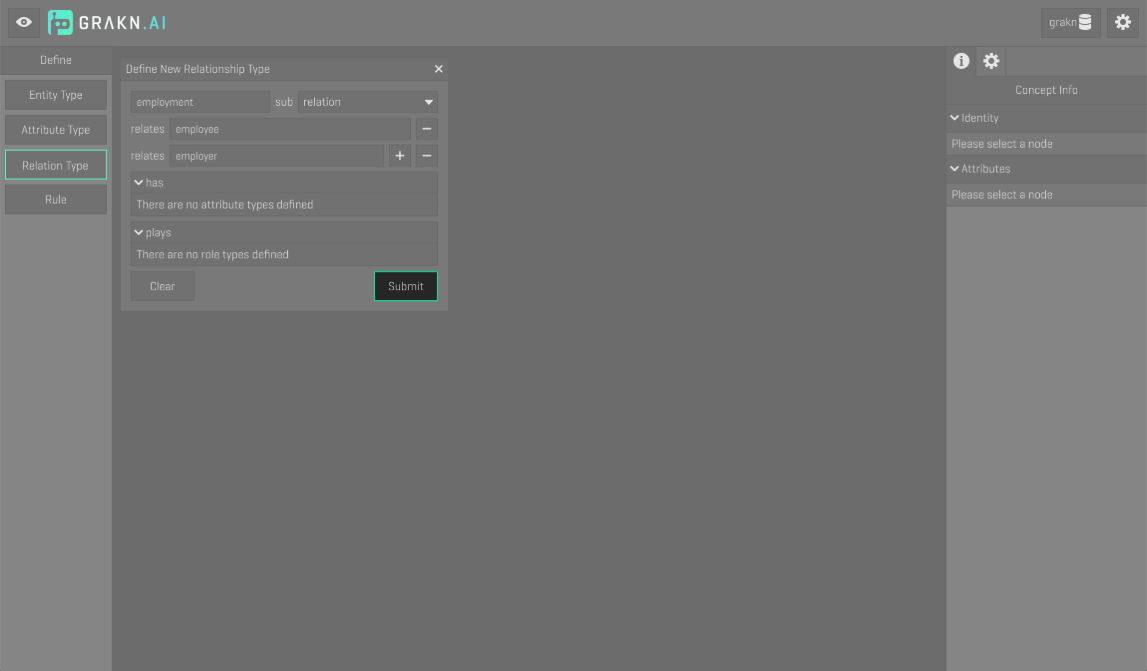 GRAKN.AI
grakn
Define
Entity Type
Attribute Type
Relation Type
Rule
Define New Relationship Type
employment sub relation
relates employee
relates employer
has
There are no attribute types defined
plays
There are no role types defined
Clear Submit
Concept Info
Identity
Please select a node
Attributes
Please select a node